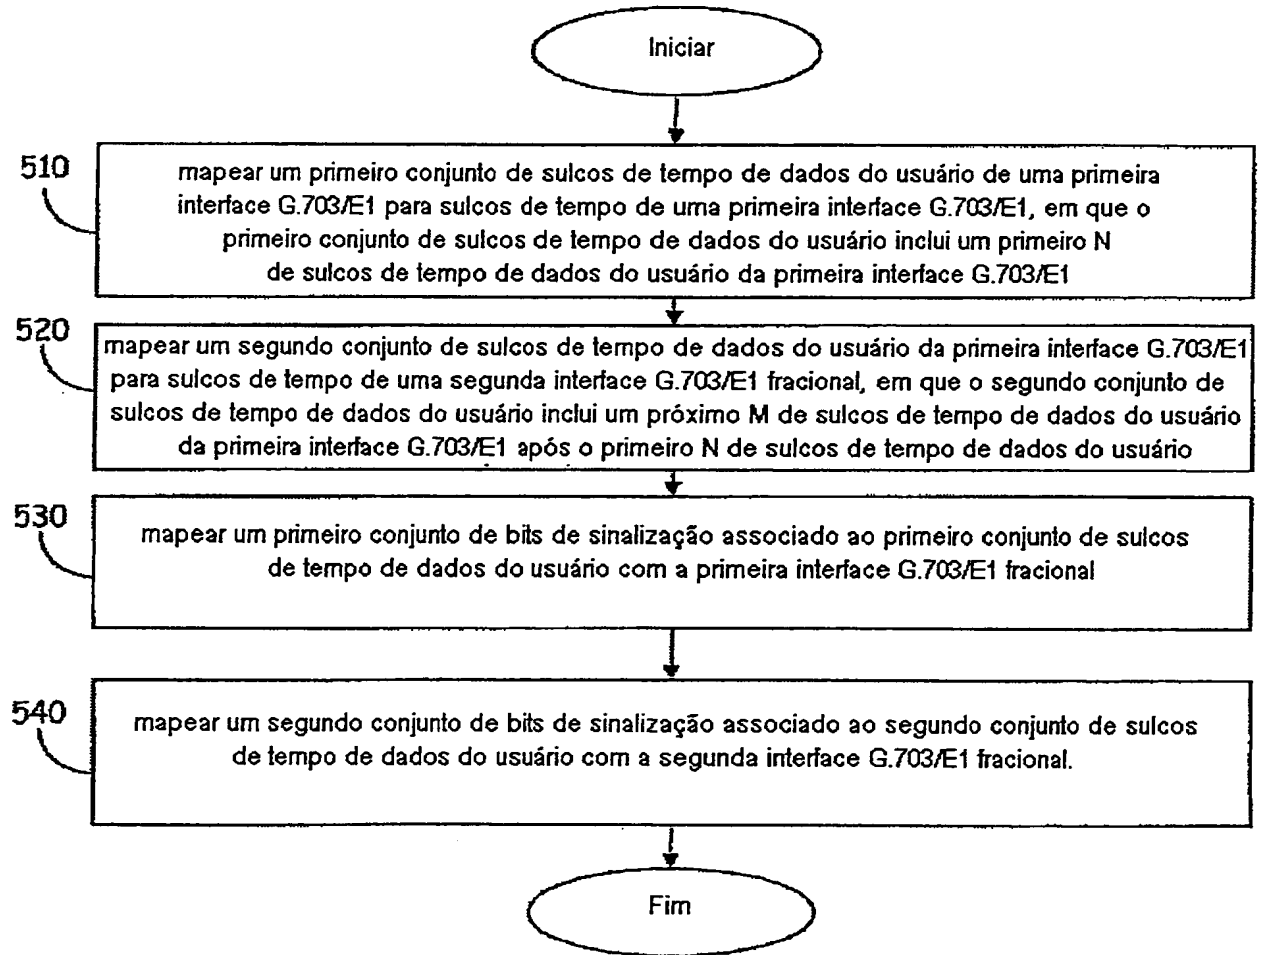 Iniciar
510
mapear um primeiro conjunto de sulcos de tempo de dados do usuário de uma primeira
interface G.703/E1 para sulcos de tempo de uma primeira interface G.703/E1, em que o
primeiro conjunto de sulcos de tempo de dados do usuário inclui um primeiro N
de sulcos de tempo de dados do usuário da primeira interface G.703/E1
520
mapear um segundo conjunto de sulcos de tempo de dados do usuário da primeira interface G.703/E1
para sulcos de tempo de uma segunda interface G.703/E1 fracional, em que o segundo conjunto de
sulcos de tempo de dados do usuário inclui um próximo M de sulcos de tempo de dados do usuário
da primeira interface G.703/E1 após o primeiro N de sulcos de tempo de dados do usuário
530
mapear um primeiro conjunto de bits de sinalização associado ao primeiro conjunto de sulcos
de tempo de dados do usuário com a primeira interface G.703/E1 fracional
540
mapear um segundo conjunto de bits de sinalização associado ao segundo conjunto de sulcos
de tempo de dados do usuário com a segunda interface G.703/E1 fracional.
Fim